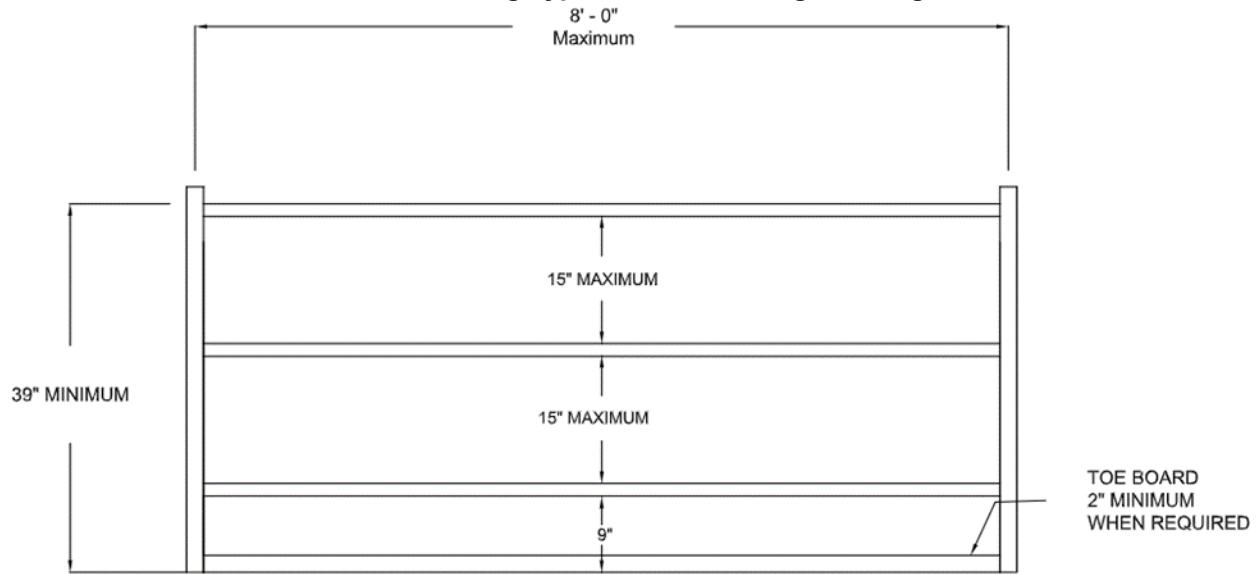 8' - 0"
Maximum
15" MAXIMUM
39" MINIMUM
15" MAXIMUM
TOE BOARD
2" MINIMUM
WHEN REQUIRED
9"